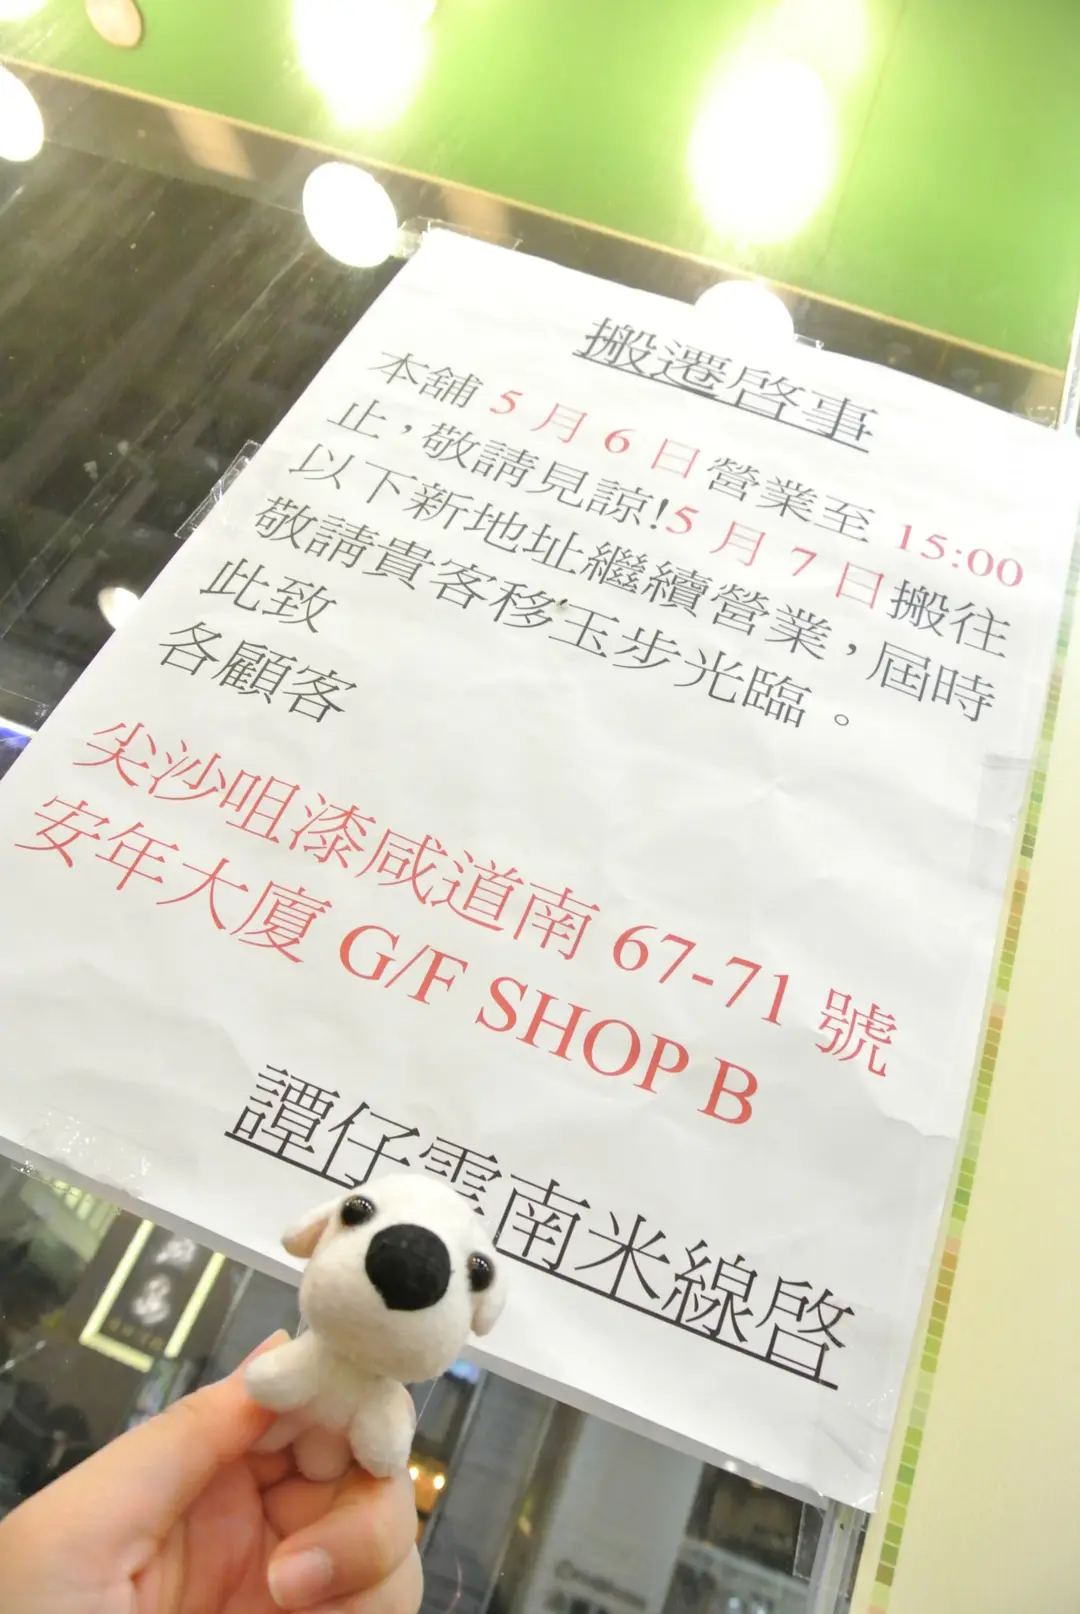 搬遷啓事
本舖 5 月 6 日營業至 15:00
止，敬請見諒!5 月 7 日搬往
以下新地址繼續營業，屆時
敬請貴客移玉步光臨。
此致
各顧客
尖沙咀漆咸道南 67-71 號
安年大廈 G/F SHOP B
譚仔雲南米線啓